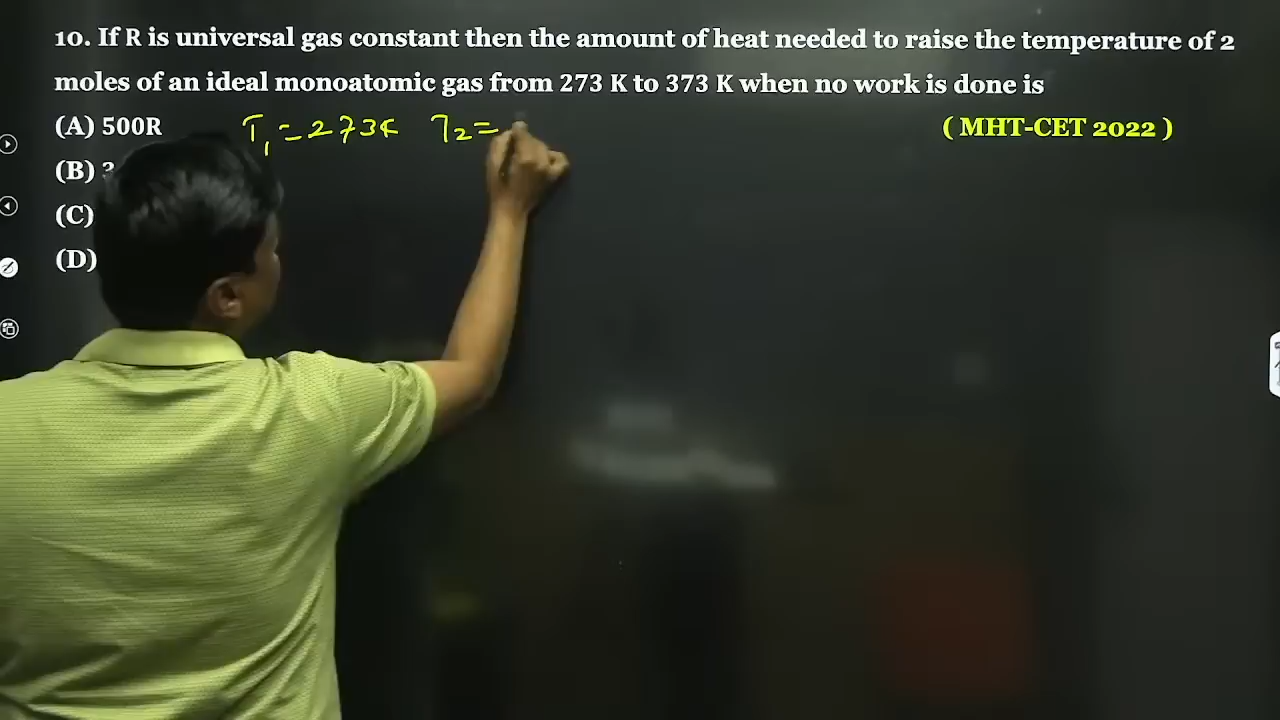 10. If R is universal gas constant then the amount of heat needed to raise the temperature of 2
moles of an ideal monoatomic gas from 273 K to 373 K when no work is done is
(A) 500R
T₁ = 273K T₂ =
( MHT-CET 2022 )
(B)
(C)
(D)